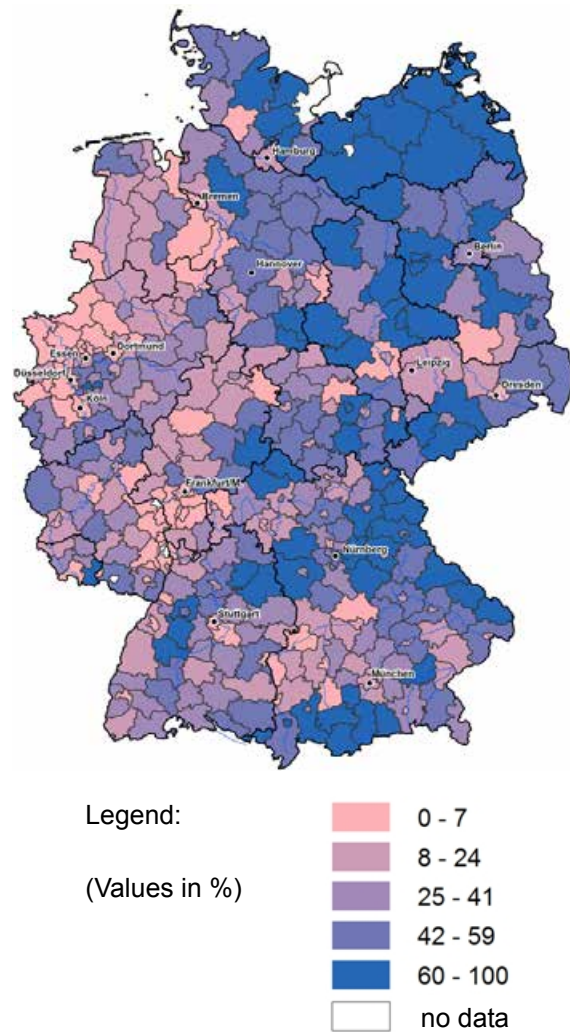 Hamburg
Bremen
Berlin
Hannover
Dortmund
Essen
Düsseldorf
Leipzig
Dresden
Köln
Frankfurt/M.
Nürnberg
Stuttgart
München
Legend:
0 - 7
8 - 24
(Values in %)
25 - 41
42 - 59
60 - 100
no data